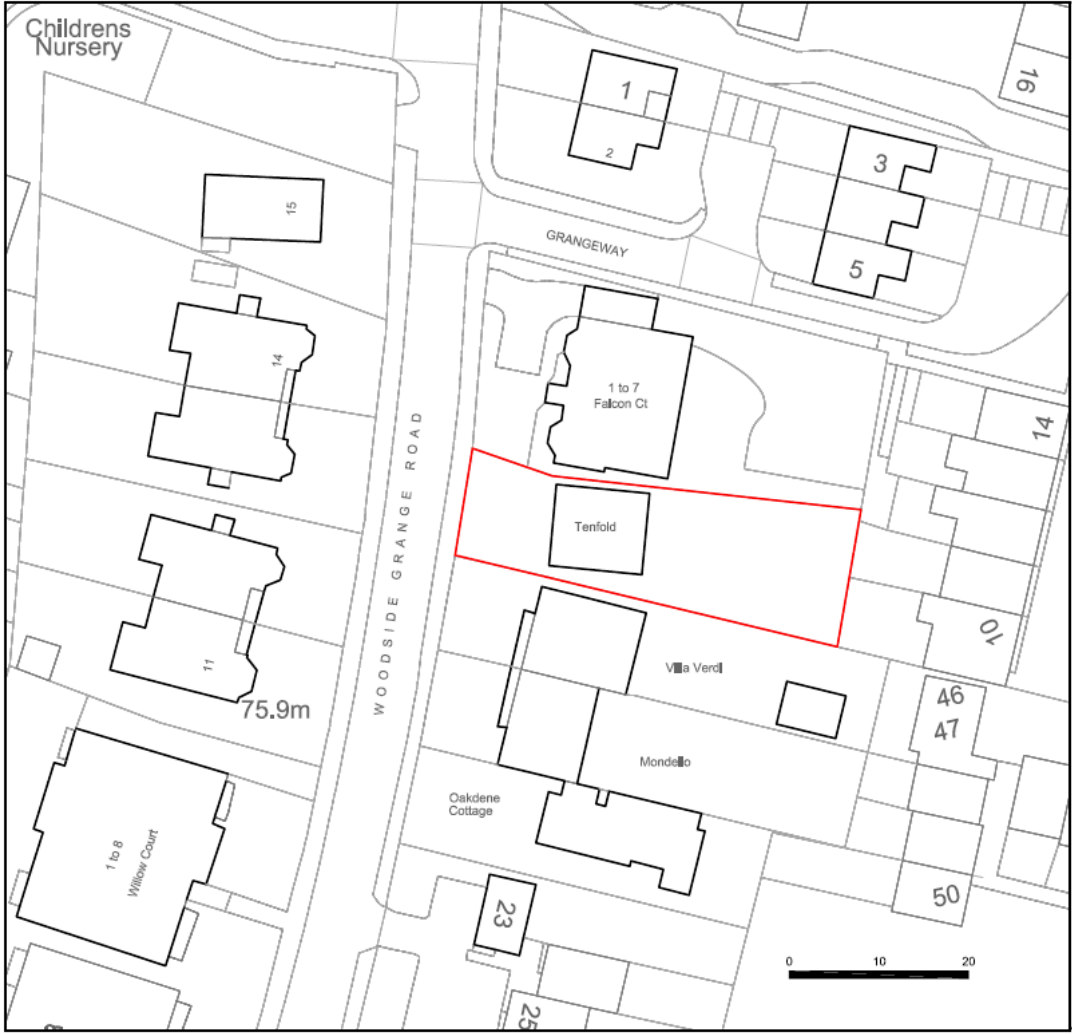 Childrens
Nursery
1
2
16
3
5
15
GRANGEWAY
14
1 to 7
Falcon Ct
14
WOODSIDE GRANGE ROAD
Tenfold
10
11
Villa Verdi
75.9m
46
47
Mondello
Oakdene
Cottage
1 to 8
Willow Court
23
50
0 20
25